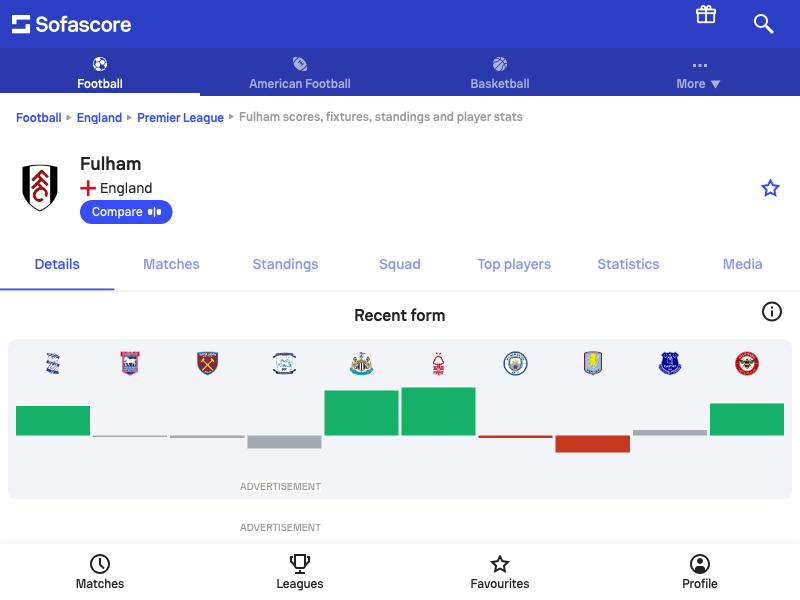 Sofascore
Football
American Football
Basketball
More
Football England Premier League Fulham scores, fixtures, standings and player stats
Fulham
England
Compare
Details
Matches
Standings
Squad
Top players
Statistics
Media
Recent form
ADVERTISEMENT
ADVERTISEMENT
Matches
Leagues
Favourites
Profile